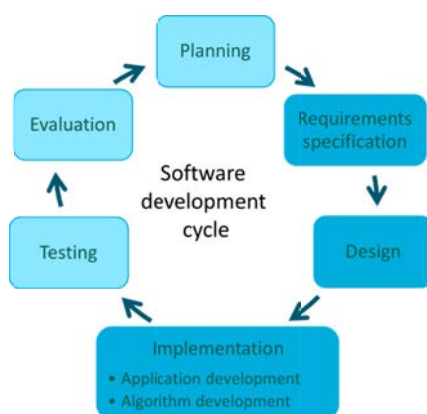 Planning
Requirements
specification
Design
Implementation
• Application development
• Algorithm development
Testing
Evaluation
Software
development
cycle